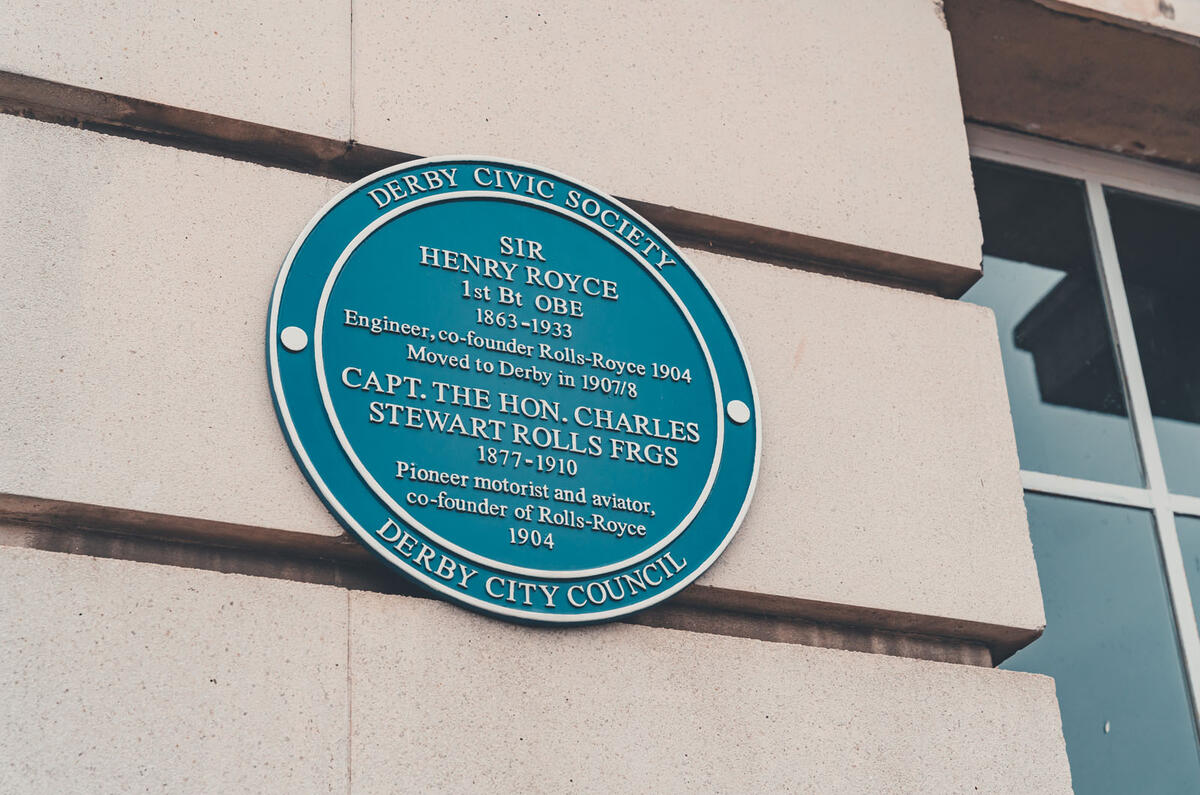 DERBY CIVIC SOCIETY
SIR
HENRY ROYCE
1st Bt OBE
1863-1933
Engineer, co-founder Rolls-Royce 1904
Moved to Derby in 1907/8
CAPT. THE HON. CHARLES
STEWART ROLLS FRGS
1877-1910
Pioneer motorist and aviator,
co-founder of Rolls-Royce
1904
DERBY CITY COUNCIL